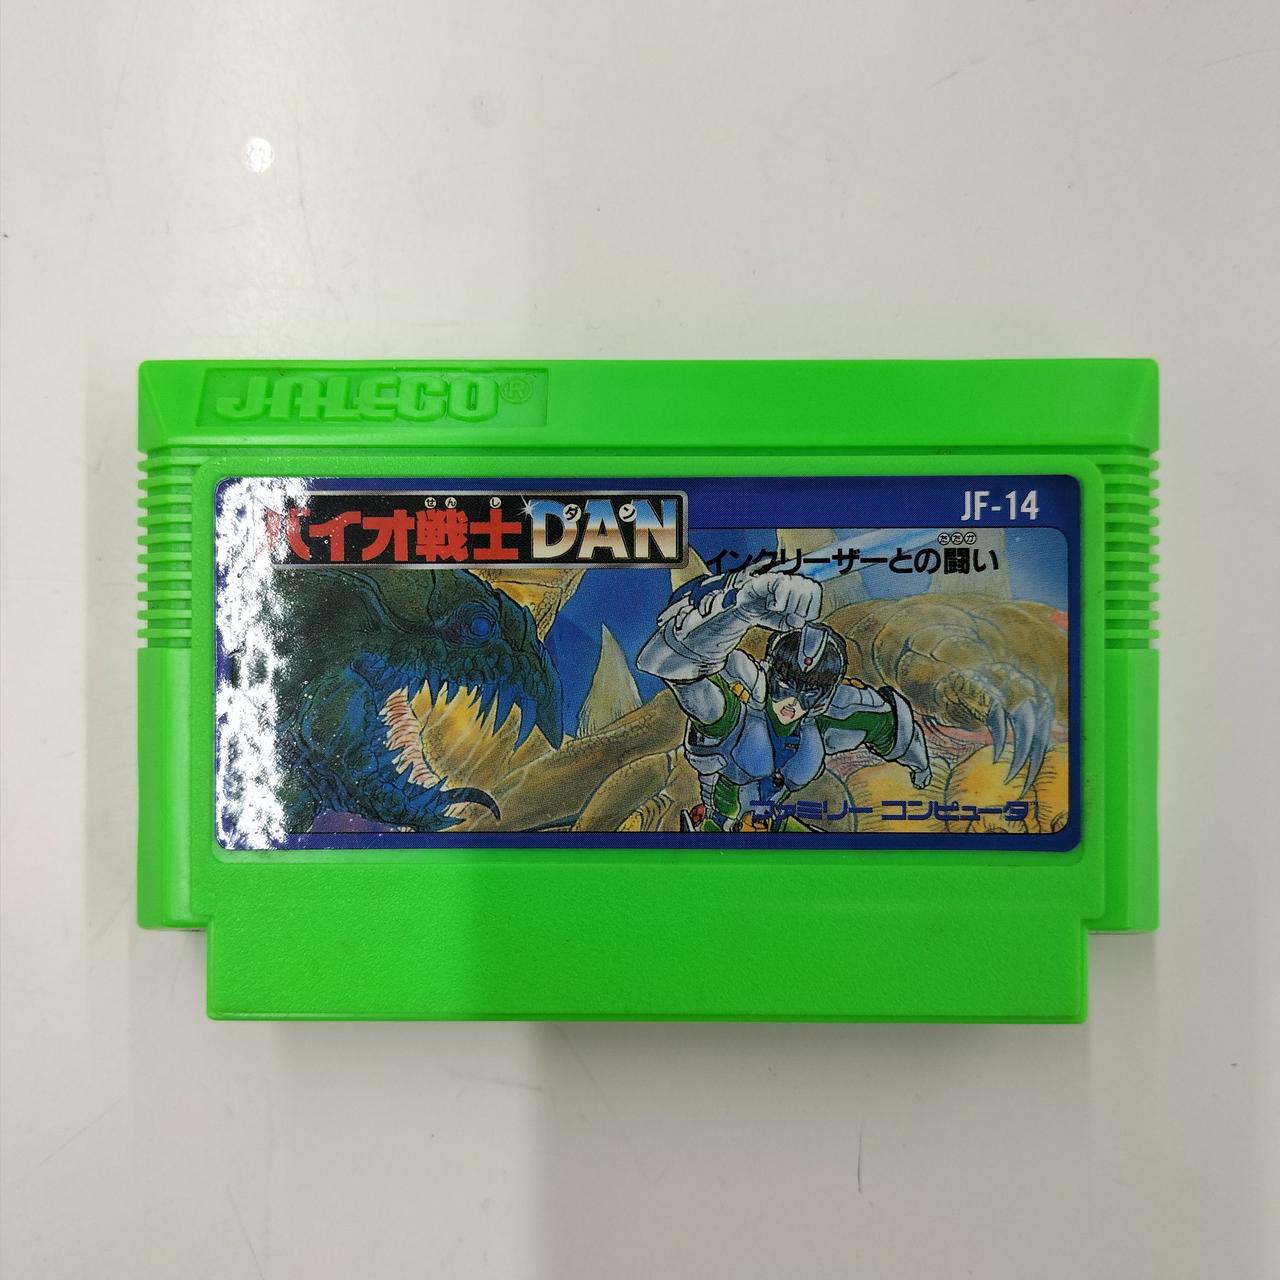 JALECO®
せんし
バイオ戦士DAN
ダン
JF-14
たたか
インクリーザーとの闘い
ファミリー コンピュータ